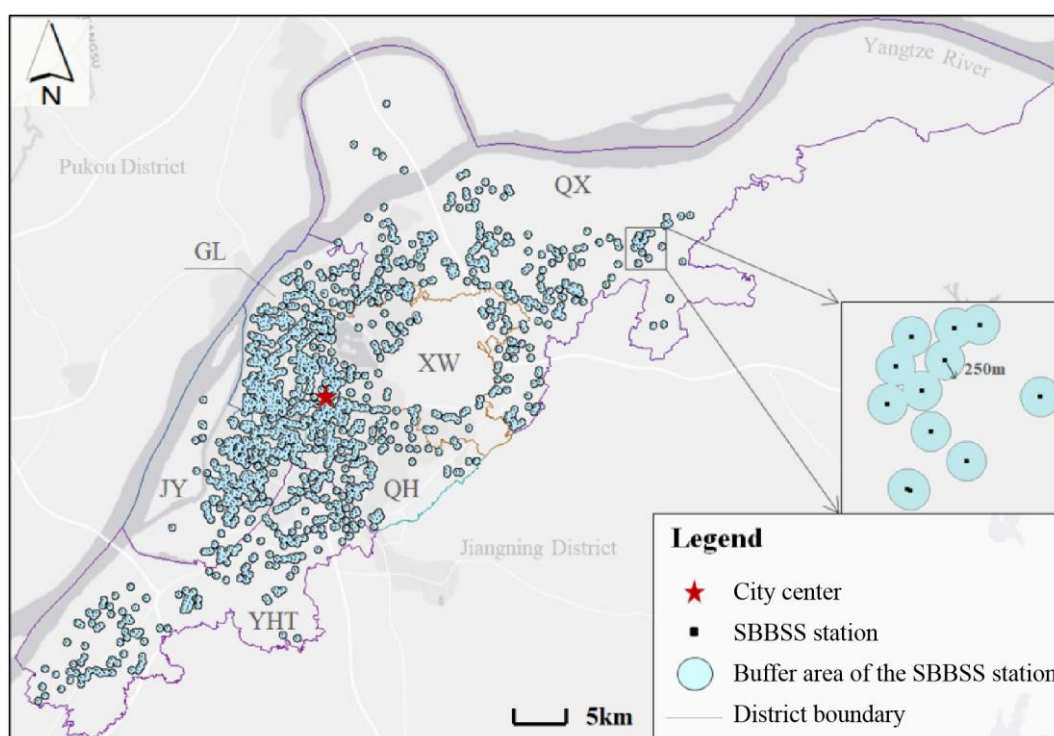 N
Yangtze River
Pukou District
QX
GL
XW
250m
JY
QH
Jiangning District
YHT
5km
Legend
City center
SBBSS station
Buffer area of the SBBSS station
District boundary